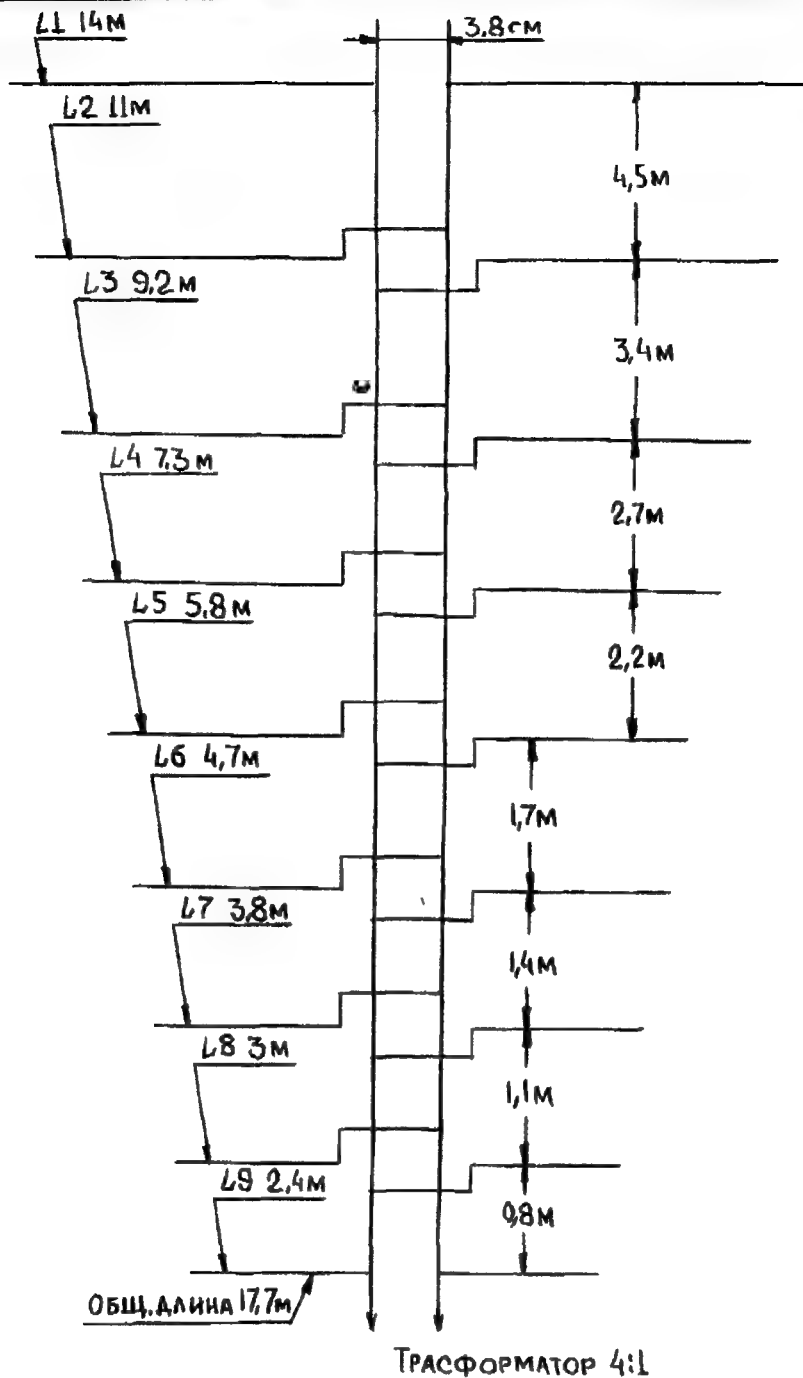 L1 14м
3,8см
L2 11м
4,5м
L3 9,2м
3,4м
L4 7,3м
2,7м
L5 5,8м
2,2м
L6 4,7м
1,7м
L7 3,8м
1,4м
L8 3м
1,1м
L9 2,4м
0,8м
ОБЩ. ДЛИНА 17,7м
ТРАСФОРМАТОР 4:1